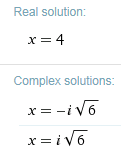 Real solution:
x = 4
Complex solutions:
x = -i √6
x = i √6